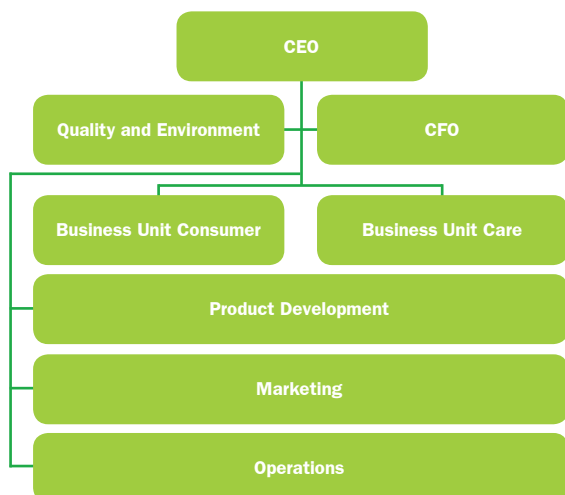 CEO
Quality and Environment
CFO
Business Unit Consumer
Business Unit Care
Product Development
Marketing
Operations